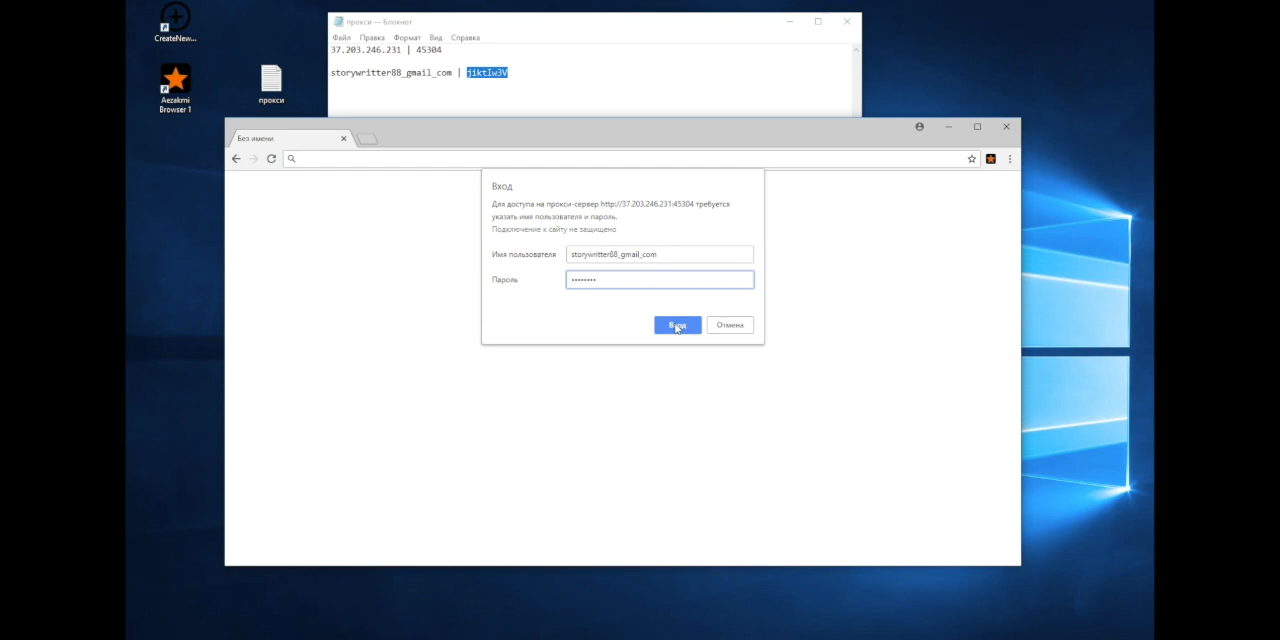 CreateNew...
Aezakmi
Browser 1
прокси
прокси — Блокнот
Файл Правка Формат Вид Справка
37.203.246.231 | 45304
storywritter88_gmail_com | jiktIw3V
Без имени
Вход
Для доступа на прокси-сервер http://37.203.246.231:45304 требуется
указать имя пользователя и пароль.
Подключение к сайту не защищено
Имя пользователя storywritter88_gmail_com
Пароль ••••••••
Вход Отмена